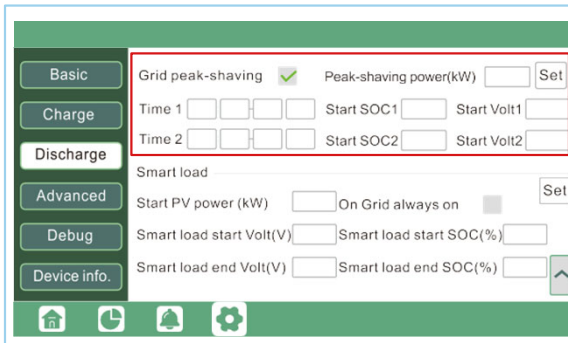 Basic
Charge
Discharge
Advanced
Debug
Device info.
Grid peak-shaving Peak-shaving power(kW) Set
Time 1 Start SOC1 Start Volt1
Time 2 Start SOC2 Start Volt2
Smart load
Set
Start PV power (kW) On Grid always on
Smart load start Volt(V) Smart load start SOC(%)
Smart load end Volt(V) Smart load end SOC(%)